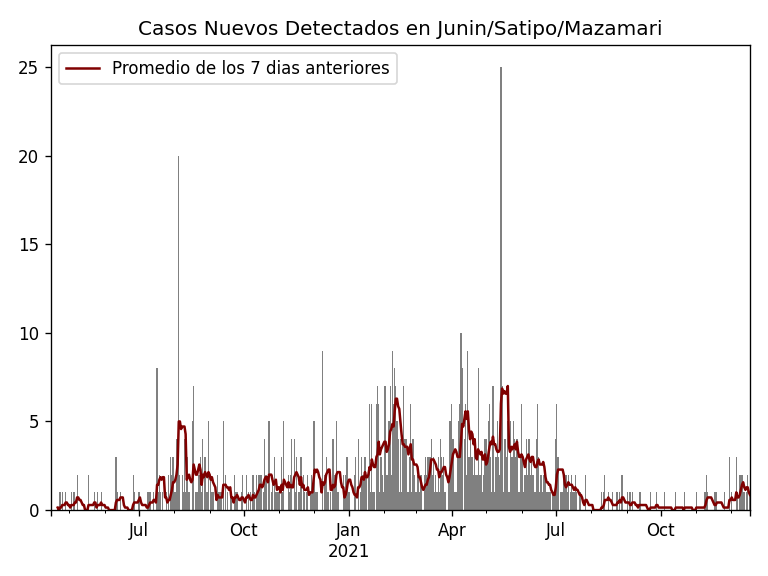 Casos Nuevos Detectados en Junin/Satipo/Mazamari
Promedio de los 7 dias anteriores
25
20
15
10
5
0
Jul
Oct
Jan
2021
Apr
Jul
Oct